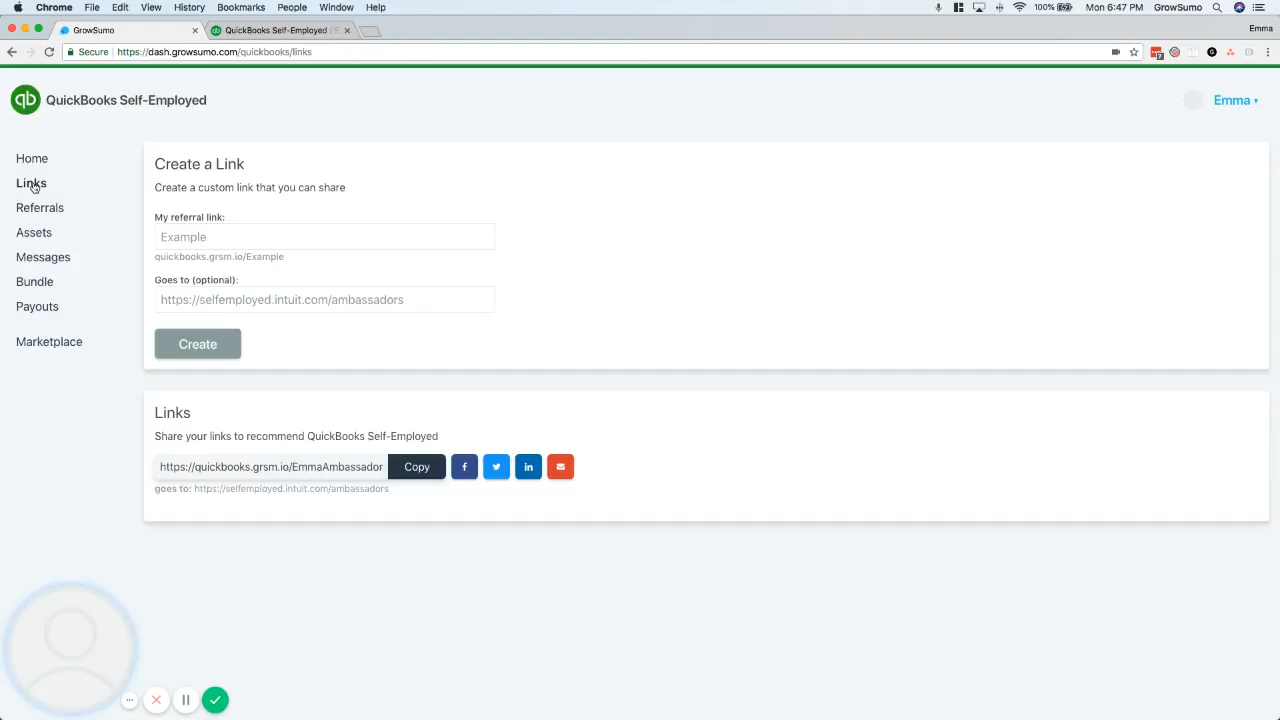 Chrome File Edit View History Bookmarks People Window Help 100% Mon 6:47 PM GrowSumo
GrowSumo QuickBooks Self-Employed | S Emma
Secure https://dash.growsumo.com/quickbooks/links
qb QuickBooks Self-Employed Emma
Home
Links
Referrals
Assets
Messages
Bundle
Payouts
Marketplace
Create a Link
Create a custom link that you can share
My referral link:
Example
quickbooks.grsm.io/Example
Goes to (optional):
https://selfemployed.intuit.com/ambassadors
Create
Links
Share your links to recommend QuickBooks Self-Employed
https://quickbooks.grsm.io/EmmaAmbassador Copy f in
goes to: https://selfemployed.intuit.com/ambassadors